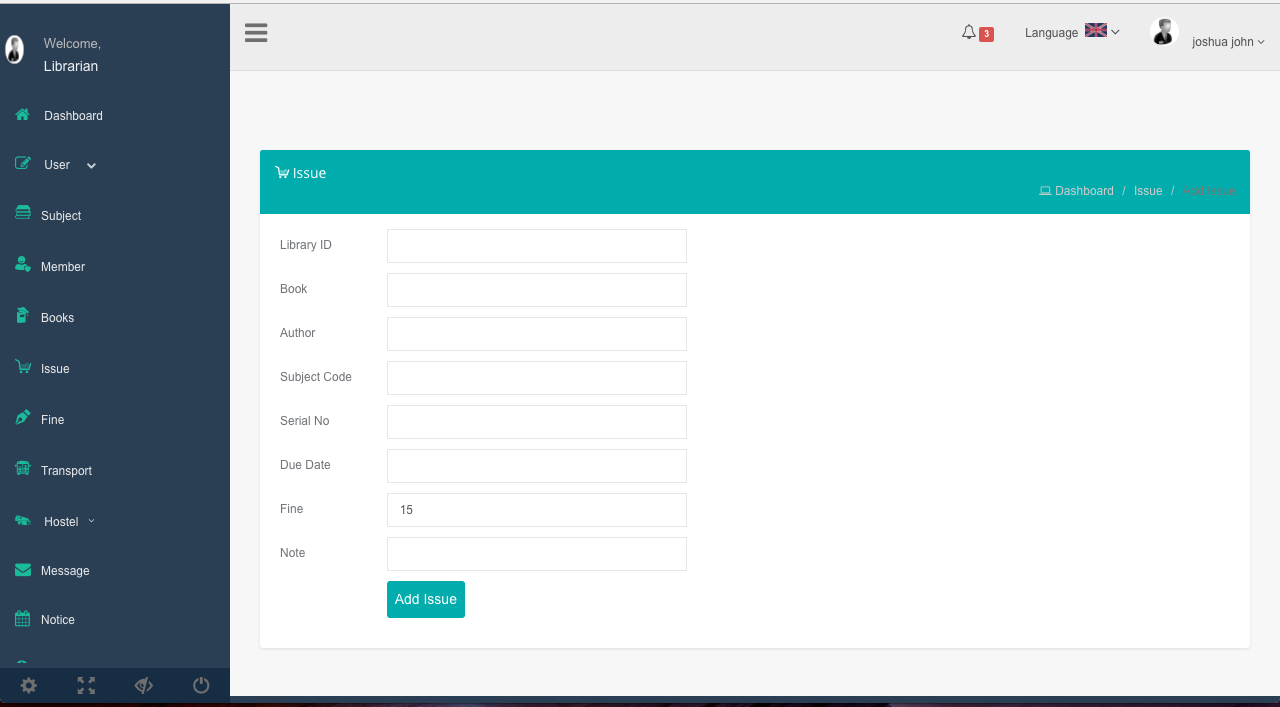 Welcome,
Librarian
Dashboard
User
Subject
Member
Books
Issue
Fine
Transport
Hostel
Message
Notice
3
Language
joshua john
Issue
Dashboard / Issue / Add Issue
Library ID
Book
Author
Subject Code
Serial No
Due Date
Fine 15
Note
Add Issue